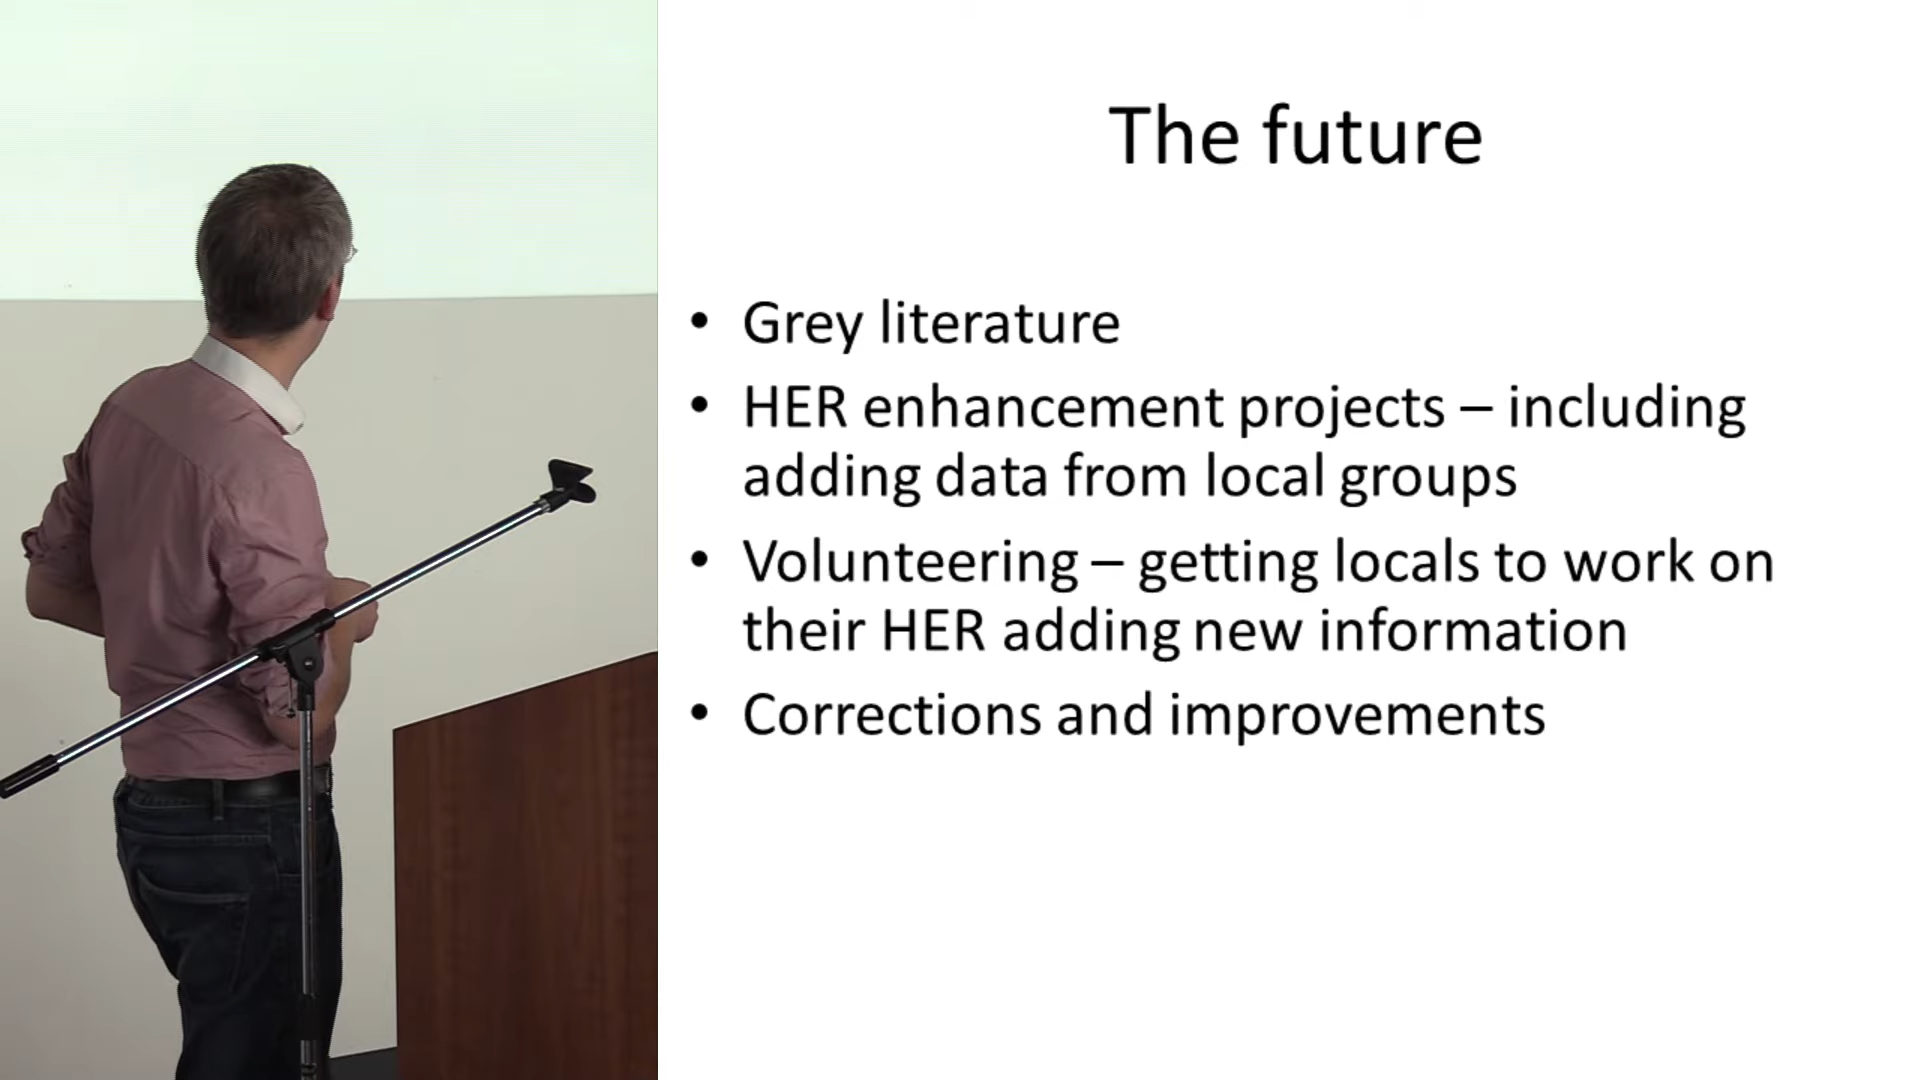 The future
• Grey literature
• HER enhancement projects – including
adding data from local groups
• Volunteering – getting locals to work on
their HER adding new information
• Corrections and improvements